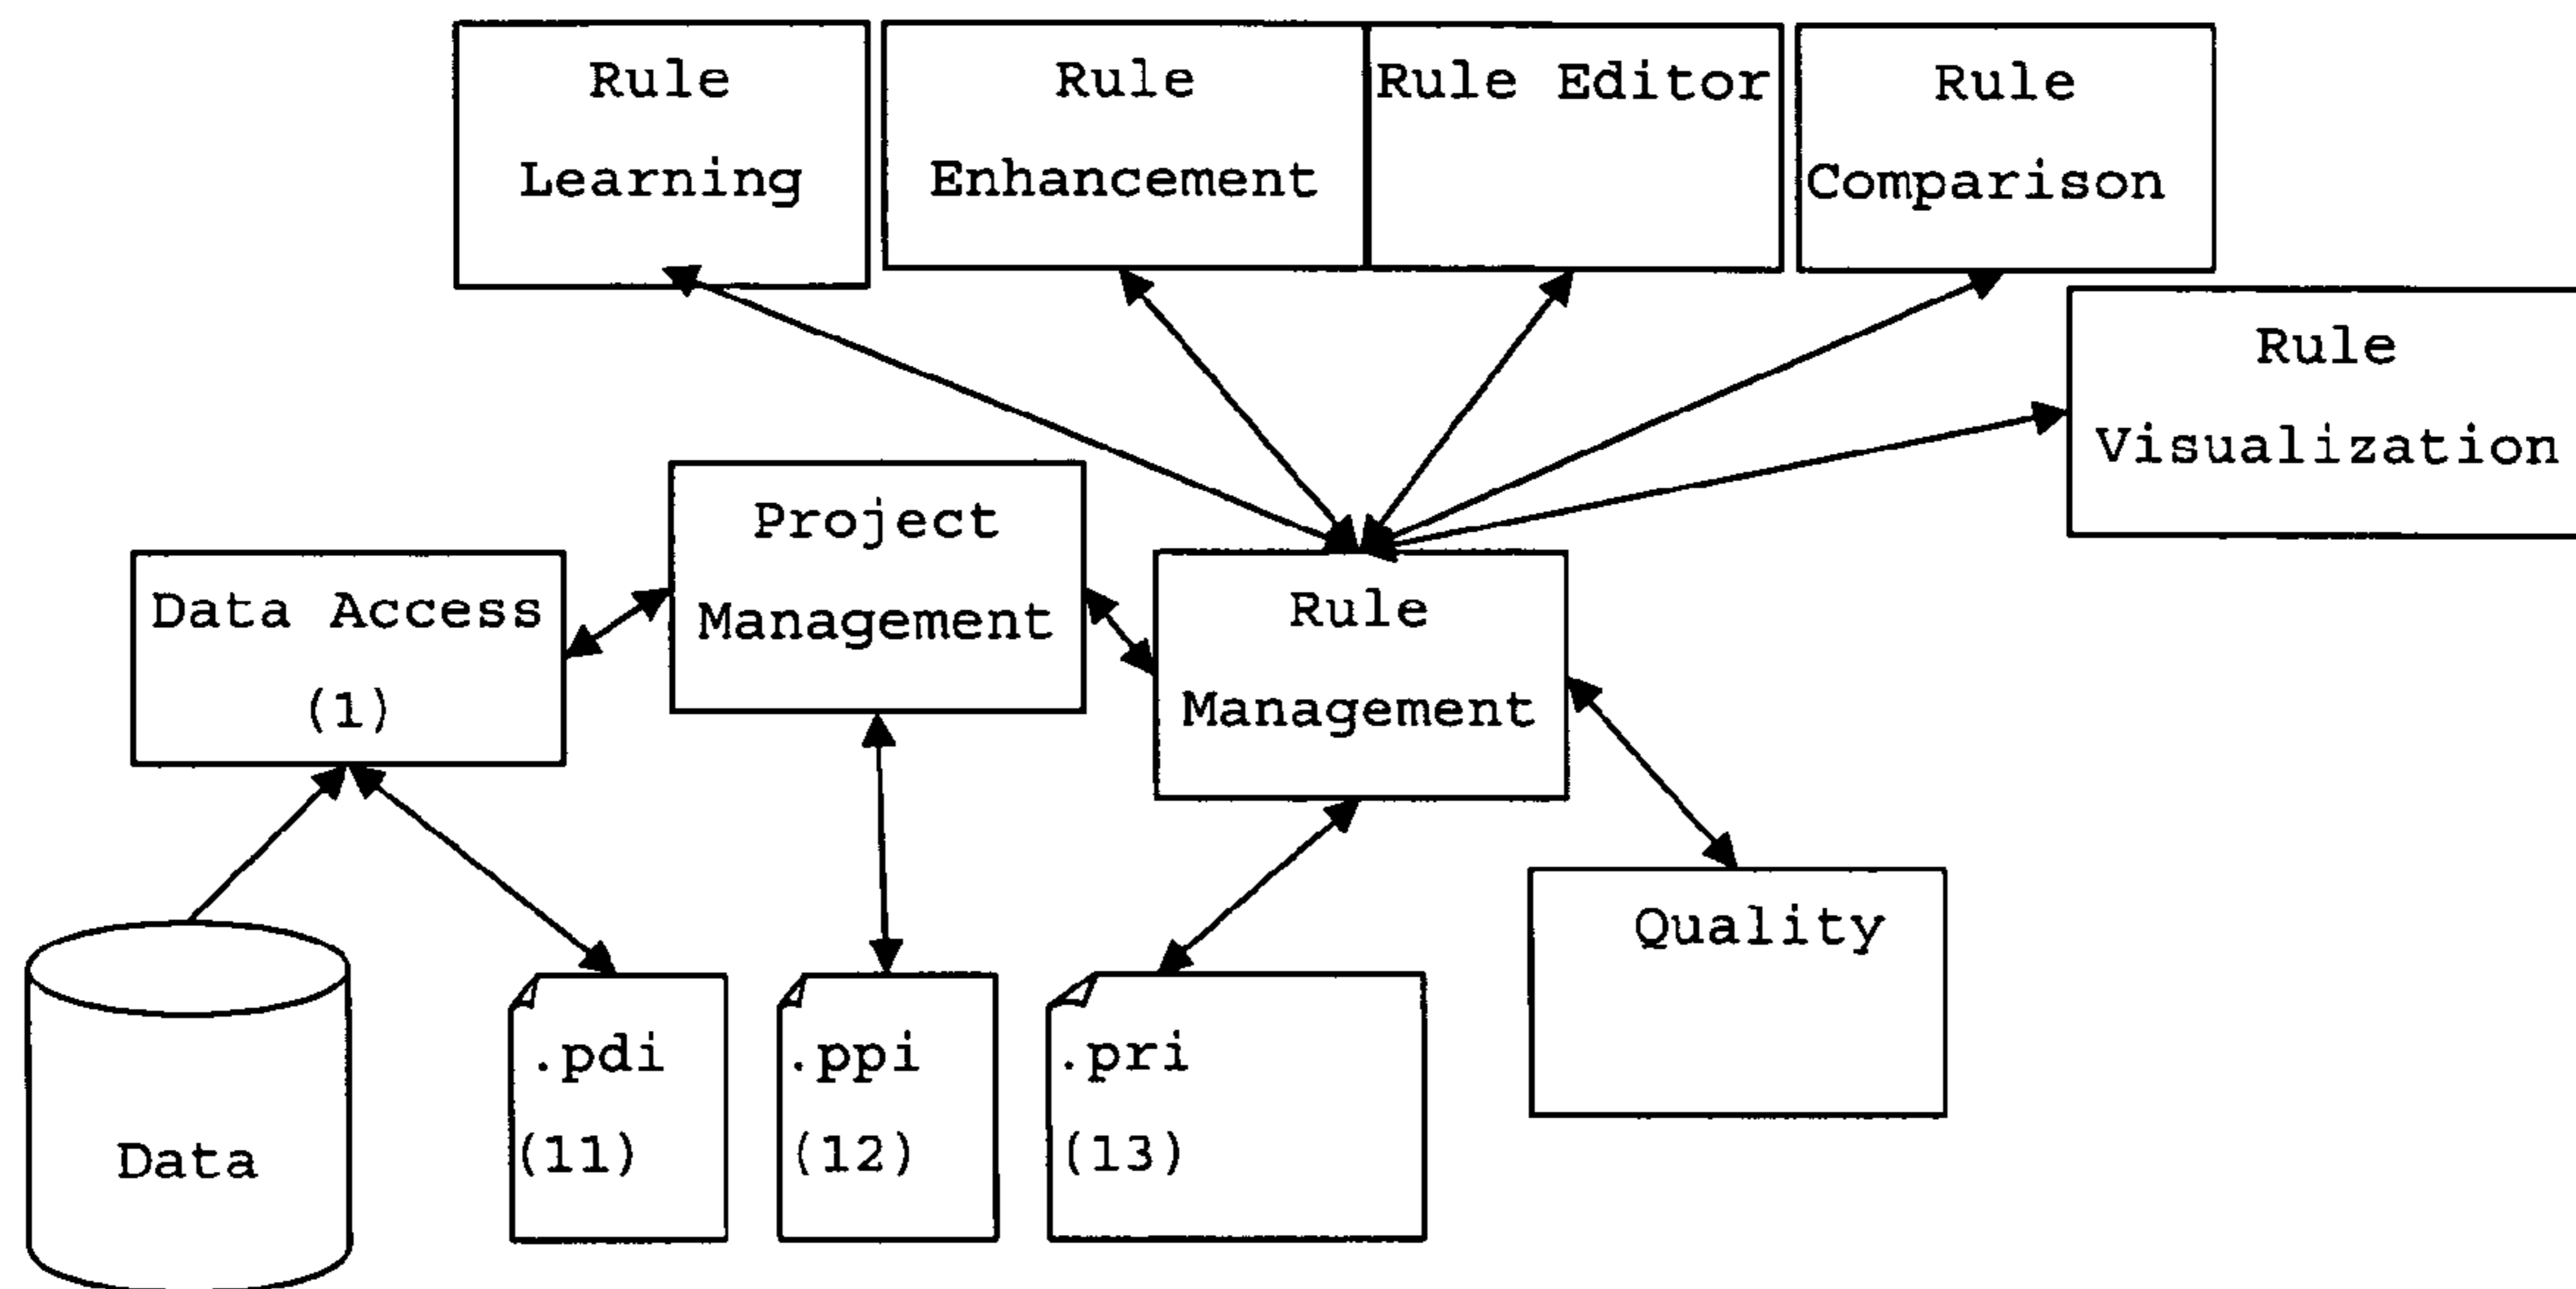 Rule
Learning
Rule
Enhancement
Rule Editor
Rule
Comparison
Rule
Visualization
Project
Management
Data Access
(1)
Rule
Management
Quality
Data
.pdi
(11)
.ppi
(12)
.pri
(13)